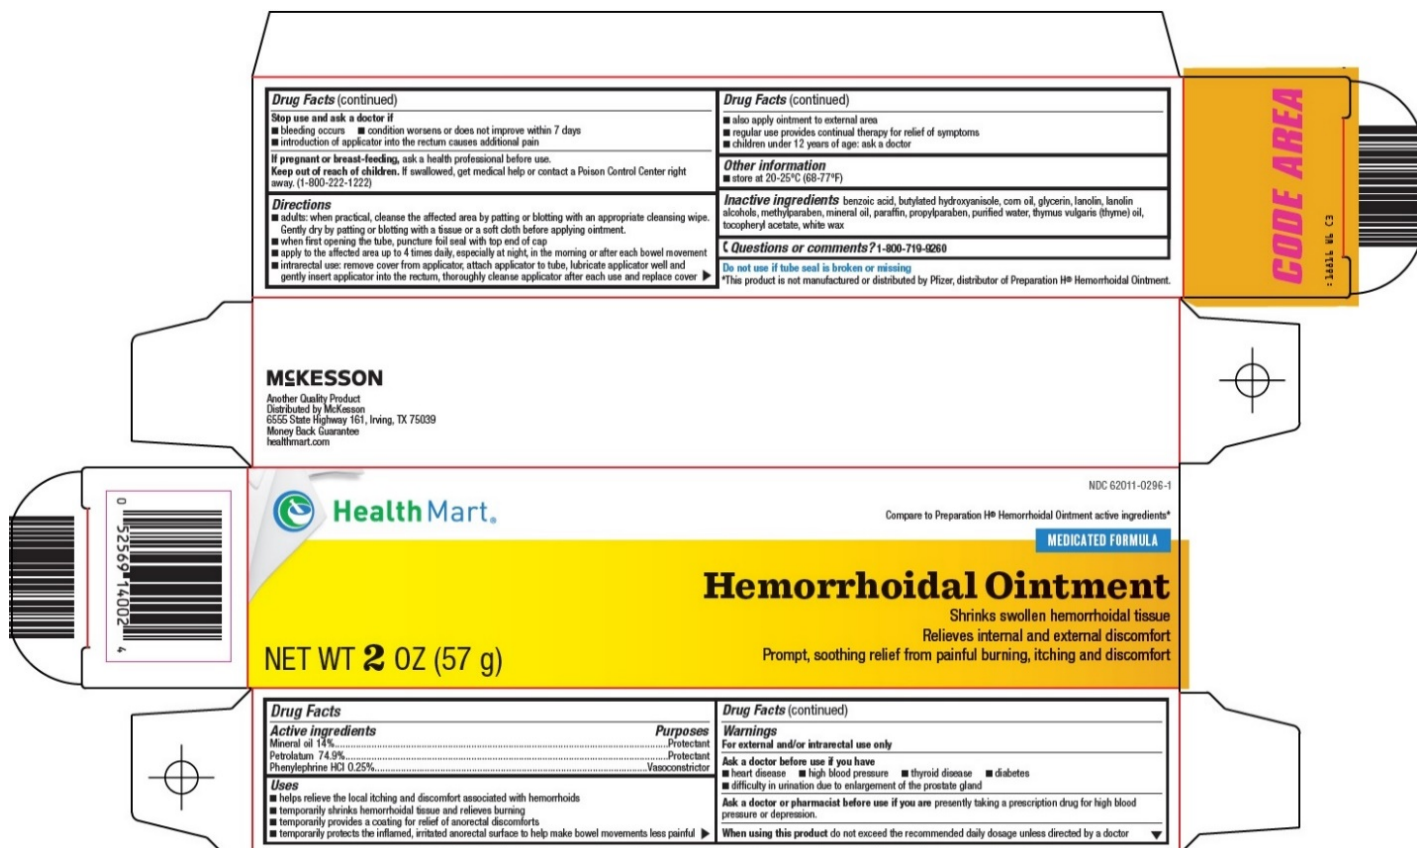 Drug Facts (continued)
Stop use and ask a doctor if
■ bleeding occurs ■ condition worsens or does not improve within 7 days
■ introduction of applicator into the rectum causes additional pain
If pregnant or breast-feeding, ask a health professional before use.
Keep out of reach of children. If swallowed, get medical help or contact a Poison Control Center right
away. (1-800-222-1222)
Directions
■ adults: when practical, cleanse the affected area by patting or blotting with an appropriate cleansing wipe.
Gently dry by patting or blotting with a tissue or a soft cloth before applying ointment.
■ when first opening the tube, puncture foil seal with top end of cap
■ apply to the affected area up to 4 times daily, especially at night, in the morning or after each bowel movement
■ intrarectal use: remove cover from applicator, attach applicator to tube, lubricate applicator well and
gently insert applicator into the rectum, thoroughly cleanse applicator after each use and replace cover
Drug Facts (continued)
■ also apply ointment to external area
■ regular use provides continual therapy for relief of symptoms
■ children under 12 years of age: ask a doctor
Other information
■ store at 20-25°C (68-77°F)
Inactive ingredients benzoic acid, butylated hydroxyanisole, corn oil, glycerin, lanolin, lanolin
alcohols, methylparaben, mineral oil, paraffin, propylparaben, purified water, thymus vulgaris (thyme) oil,
tocopheryl acetate, white wax
Questions or comments? 1-800-719-9260
Do not use if tube seal is broken or missing
*This product is not manufactured or distributed by Pfizer, distributor of Preparation H® Hemorrhoidal Ointment.
CODE AREA
McKESSON
Another Quality Product
Distributed by McKesson
6555 State Highway 161, Irving, TX 75039
Money Back Guarantee
healthmart.com
0 52569 14002 4
Health Mart®
NDC 62011-0296-1
Compare to Preparation H® Hemorrhoidal Ointment active ingredients*
MEDICATED FORMULA
Hemorrhoidal Ointment
Shrinks swollen hemorrhoidal tissue
Relieves internal and external discomfort
Prompt, soothing relief from painful burning, itching and discomfort
NET WT 2 OZ (57 g)
Drug Facts
Active ingredients Purposes
Mineral oil 14%...Protectant
Petrolatum 74.9%...Protectant
Phenylephrine HCl 0.25%...Vasoconstrictor
Uses
■ helps relieve the local itching and discomfort associated with hemorrhoids
■ temporarily shrinks hemorrhoidal tissue and relieves burning
■ temporarily provides a coating for relief of anorectal discomforts
■ temporarily protects the inflamed, irritated anorectal surface to help make bowel movements less painful
Drug Facts (continued)
Warnings
For external and/or intrarectal use only
Ask a doctor before use if you have
■ heart disease ■ high blood pressure ■ thyroid disease ■ diabetes
■ difficulty in urination due to enlargement of the prostate gland
Ask a doctor or pharmacist before use if you are presently taking a prescription drug for high blood
pressure or depression.
When using this product do not exceed the recommended daily dosage unless directed by a doctor